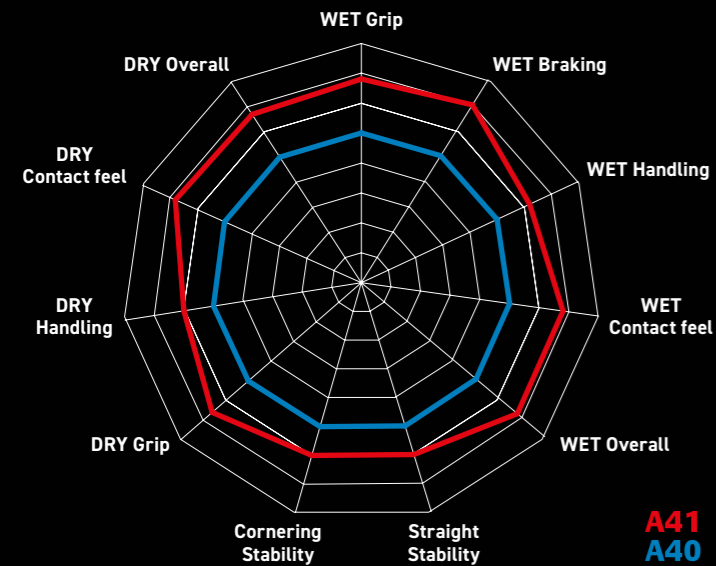 WET Grip
WET Braking
WET Handling
WET
Contact feel
WET Overall
Straight
Stability
Cornering
Stability
DRY Grip
DRY
Handling
DRY
Contact feel
DRY Overall
A41
A40